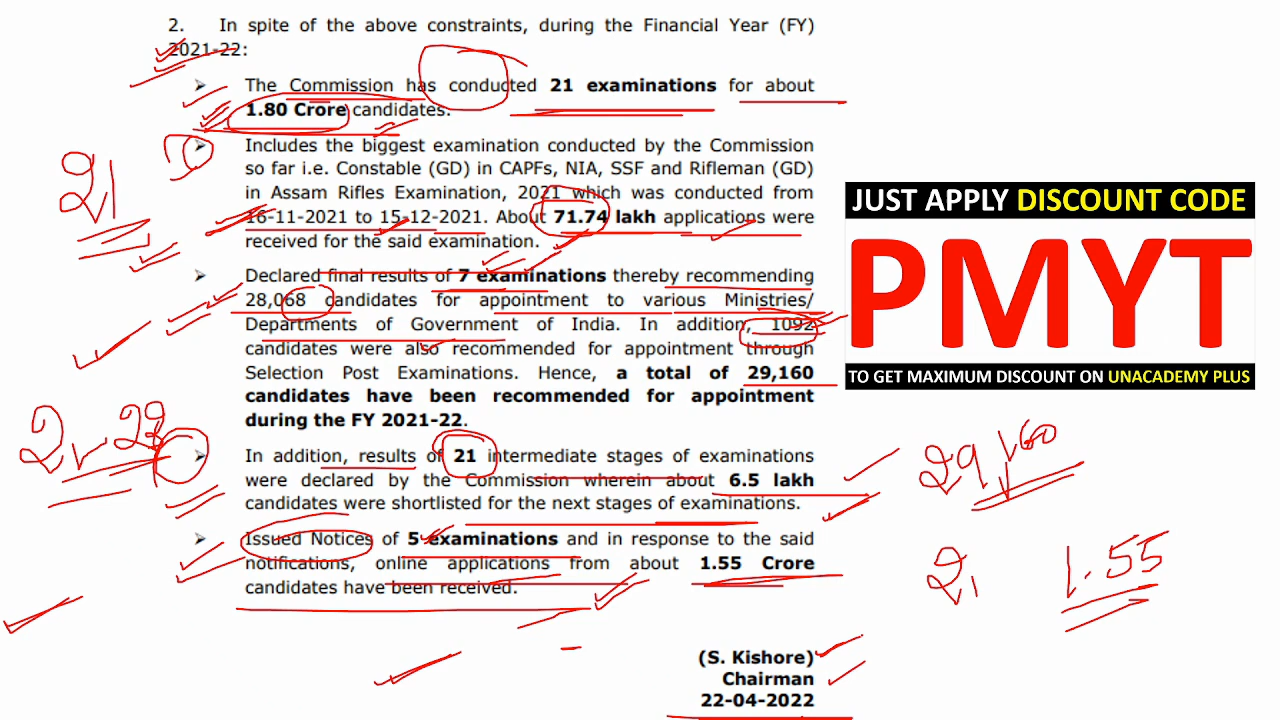 2. In spite of the above constraints, during the Financial Year (FY)
2021-22:
➢ The Commission has conducted 21 examinations for about
1.80 Crore candidates.
➢ Includes the biggest examination conducted by the Commission
so far i.e. Constable (GD) in CAPFs, NIA, SSF and Rifleman (GD)
in Assam Rifles Examination, 2021 which was conducted from
16-11-2021 to 15-12-2021. About 71.74 lakh applications were
received for the said examination.
➢ Declared final results of 7 examinations thereby recommending
28,068 candidates for appointment to various Ministries/
Departments of Government of India. In addition, 1092
candidates were also recommended for appointment through
Selection Post Examinations. Hence, a total of 29,160
candidates have been recommended for appointment
during the FY 2021-22.
➢ In addition, results of 21 intermediate stages of examinations
were declared by the Commission wherein about 6.5 lakh
candidates were shortlisted for the next stages of examinations.
➢ Issued Notices of 5 examinations and in response to the said
notifications, online applications from about 1.55 Crore
candidates have been received.
(S. Kishore)
Chairman
22-04-2022
21
JUST APPLY DISCOUNT CODE
PMYT
TO GET MAXIMUM DISCOUNT ON UNACADEMY PLUS
1.55